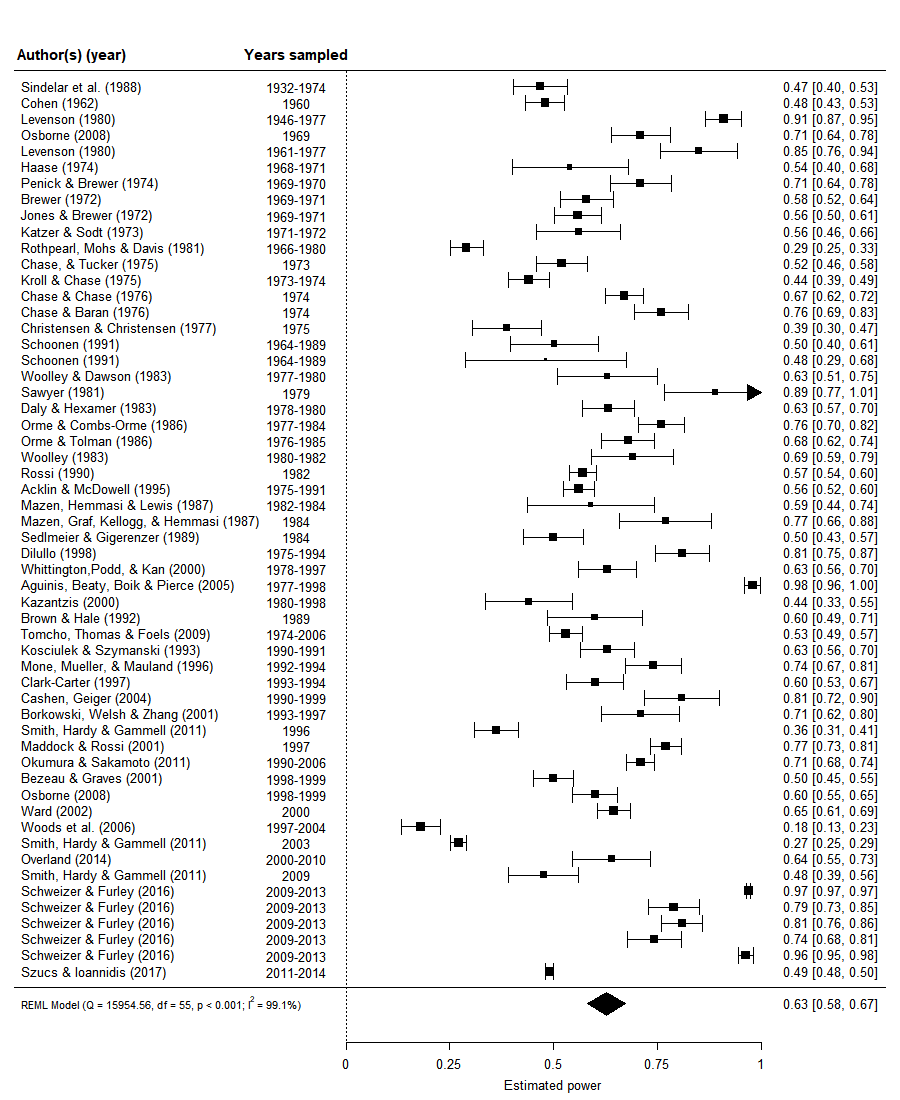 Author(s) (year) Years sampled
Sindelar et al. (1988) 1932-1974 0.47 [0.40, 0.53]
Cohen (1962) 1960 0.48 [0.43, 0.53]
Levenson (1980) 1946-1977 0.91 [0.87, 0.95]
Osborne (2008) 1969 0.71 [0.64, 0.78]
Levenson (1980) 1961-1977 0.85 [0.76, 0.94]
Haase (1974) 1968-1971 0.54 [0.40, 0.68]
Penick & Brewer (1974) 1969-1970 0.71 [0.64, 0.78]
Brewer (1972) 1969-1971 0.58 [0.52, 0.64]
Jones & Brewer (1972) 1969-1971 0.56 [0.50, 0.61]
Katzer & Sodt (1973) 1971-1972 0.56 [0.46, 0.66]
Rothpearl, Mohs & Davis (1981) 1966-1980 0.29 [0.25, 0.33]
Chase, & Tucker (1975) 1973 0.52 [0.46, 0.58]
Kroll & Chase (1975) 1973-1974 0.44 [0.39, 0.49]
Chase & Chase (1976) 1974 0.67 [0.62, 0.72]
Chase & Baran (1976) 1974 0.76 [0.69, 0.83]
Christensen & Christensen (1977) 1975 0.39 [0.30, 0.47]
Schoonen (1991) 1964-1989 0.50 [0.40, 0.61]
Schoonen (1991) 1964-1989 0.48 [0.29, 0.68]
Woolley & Dawson (1983) 1977-1980 0.63 [0.51, 0.75]
Sawyer (1981) 1979 0.89 [0.77, 1.01]
Daly & Hexamer (1983) 1978-1980 0.63 [0.57, 0.70]
Orme & Combs-Orme (1986) 1977-1984 0.76 [0.70, 0.82]
Orme & Tolman (1986) 1976-1985 0.68 [0.62, 0.74]
Woolley (1983) 1980-1982 0.69 [0.59, 0.79]
Rossi (1990) 1982 0.57 [0.54, 0.60]
Acklin & McDowell (1995) 1975-1991 0.56 [0.52, 0.60]
Mazen, Hemmasi & Lewis (1987) 1982-1984 0.59 [0.44, 0.74]
Mazen, Graf, Kellogg, & Hemmasi (1987) 1984 0.77 [0.66, 0.88]
Sedlmeier & Gigerenzer (1989) 1984 0.50 [0.43, 0.57]
Dilullo (1998) 1975-1994 0.81 [0.75, 0.87]
Whittington,Podd, & Kan (2000) 1978-1997 0.63 [0.56, 0.70]
Aguinis, Beaty, Boik & Pierce (2005) 1977-1998 0.98 [0.96, 1.00]
Kazantzis (2000) 1980-1998 0.44 [0.33, 0.55]
Brown & Hale (1992) 1989 0.60 [0.49, 0.71]
Tomcho, Thomas & Foels (2009) 1974-2006 0.53 [0.49, 0.57]
Kosciulek & Szymanski (1993) 1990-1991 0.63 [0.56, 0.70]
Mone, Mueller, & Mauland (1996) 1992-1994 0.74 [0.67, 0.81]
Clark-Carter (1997) 1993-1994 0.60 [0.53, 0.67]
Cashen, Geiger (2004) 1990-1999 0.81 [0.72, 0.90]
Borkowski, Welsh & Zhang (2001) 1993-1997 0.71 [0.62, 0.80]
Smith, Hardy & Gammell (2011) 1996 0.36 [0.31, 0.41]
Maddock & Rossi (2001) 1997 0.77 [0.73, 0.81]
Okumura & Sakamoto (2011) 1990-2006 0.71 [0.68, 0.74]
Bezeau & Graves (2001) 1998-1999 0.50 [0.45, 0.55]
Osborne (2008) 1998-1999 0.60 [0.55, 0.65]
Ward (2002) 2000 0.65 [0.61, 0.69]
Woods et al. (2006) 1997-2004 0.18 [0.13, 0.23]
Smith, Hardy & Gammell (2011) 2003 0.27 [0.25, 0.29]
Overland (2014) 2000-2010 0.64 [0.55, 0.73]
Smith, Hardy & Gammell (2011) 2009 0.48 [0.39, 0.56]
Schweizer & Furley (2016) 2009-2013 0.97 [0.97, 0.97]
Schweizer & Furley (2016) 2009-2013 0.79 [0.73, 0.85]
Schweizer & Furley (2016) 2009-2013 0.81 [0.76, 0.86]
Schweizer & Furley (2016) 2009-2013 0.74 [0.68, 0.81]
Schweizer & Furley (2016) 2009-2013 0.96 [0.95, 0.98]
Szucs & Ioannidis (2017) 2011-2014 0.49 [0.48, 0.50]
REML Model (Q = 15954.56, df = 55, p < 0.001; I² = 99.1%) 0.63 [0.58, 0.67]
0 0.25 0.5 0.75 1
Estimated power